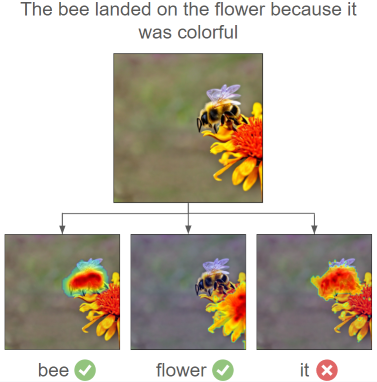 The bee landed on the flower because it
was colorful
bee
flower
it